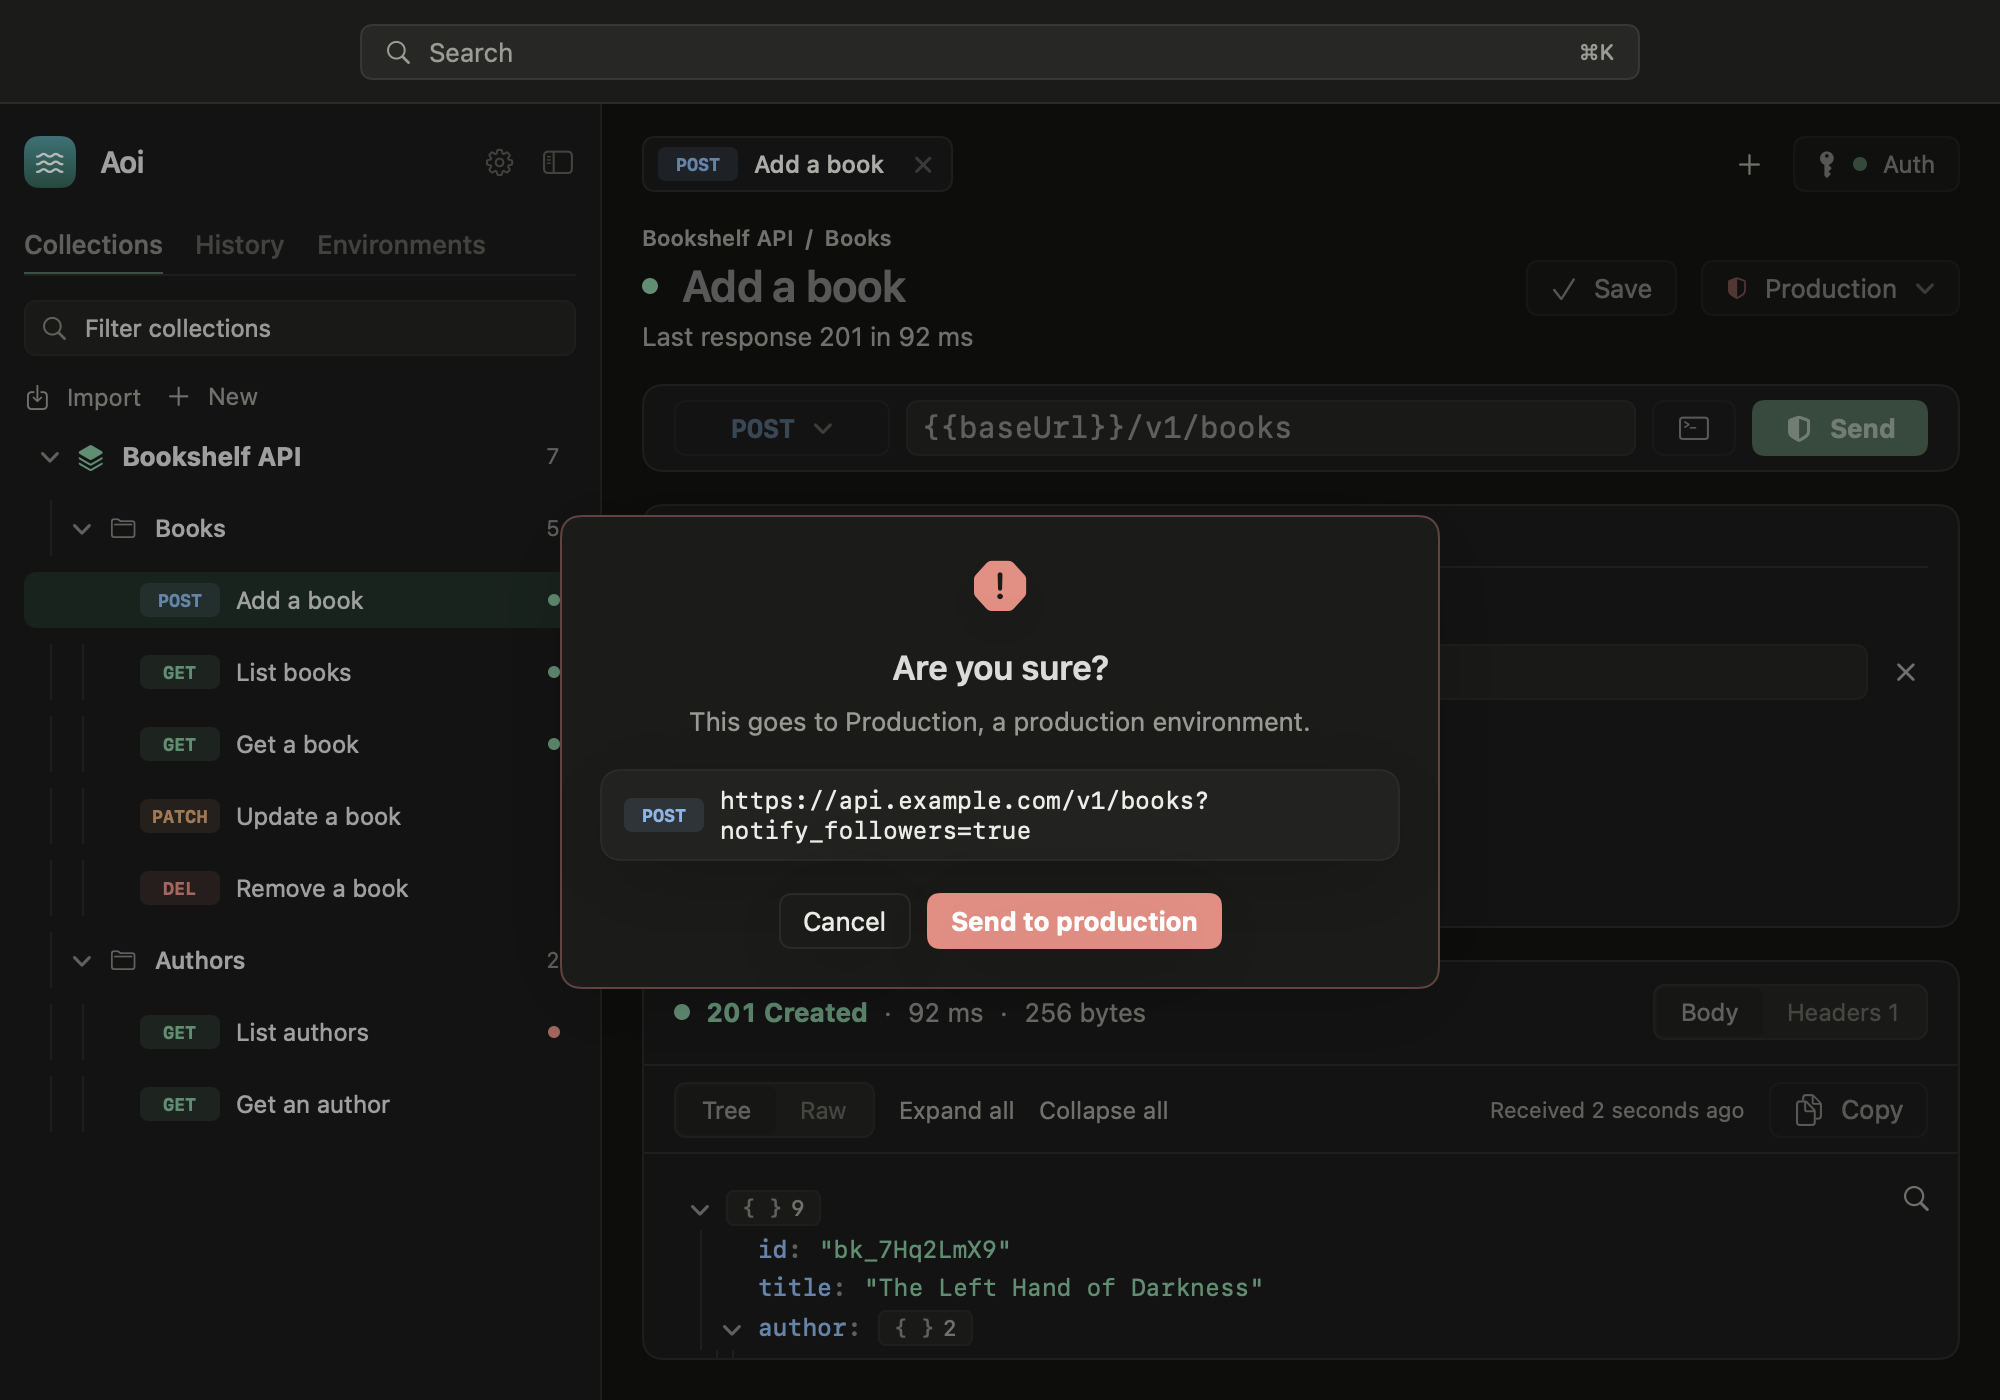 Search ⌘K
Aoi
Collections History Environments
Filter collections
Import + New
Bookshelf API 7
Books 5
POST Add a book
GET List books
GET Get a book
PATCH Update a book
DEL Remove a book
Authors 2
GET List authors
GET Get an author
POST Add a book
Auth
Bookshelf API / Books
Add a book
Save Production
Last response 201 in 92 ms
POST {{baseUrl}}/v1/books Send
Are you sure?
This goes to Production, a production environment.
POST https://api.example.com/v1/books?
notify_followers=true
Cancel Send to production
201 Created · 92 ms · 256 bytes Body Headers 1
Tree Raw Expand all Collapse all Received 2 seconds ago Copy
{ } 9
id: "bk_7Hq2LmX9"
title: "The Left Hand of Darkness"
author: { } 2